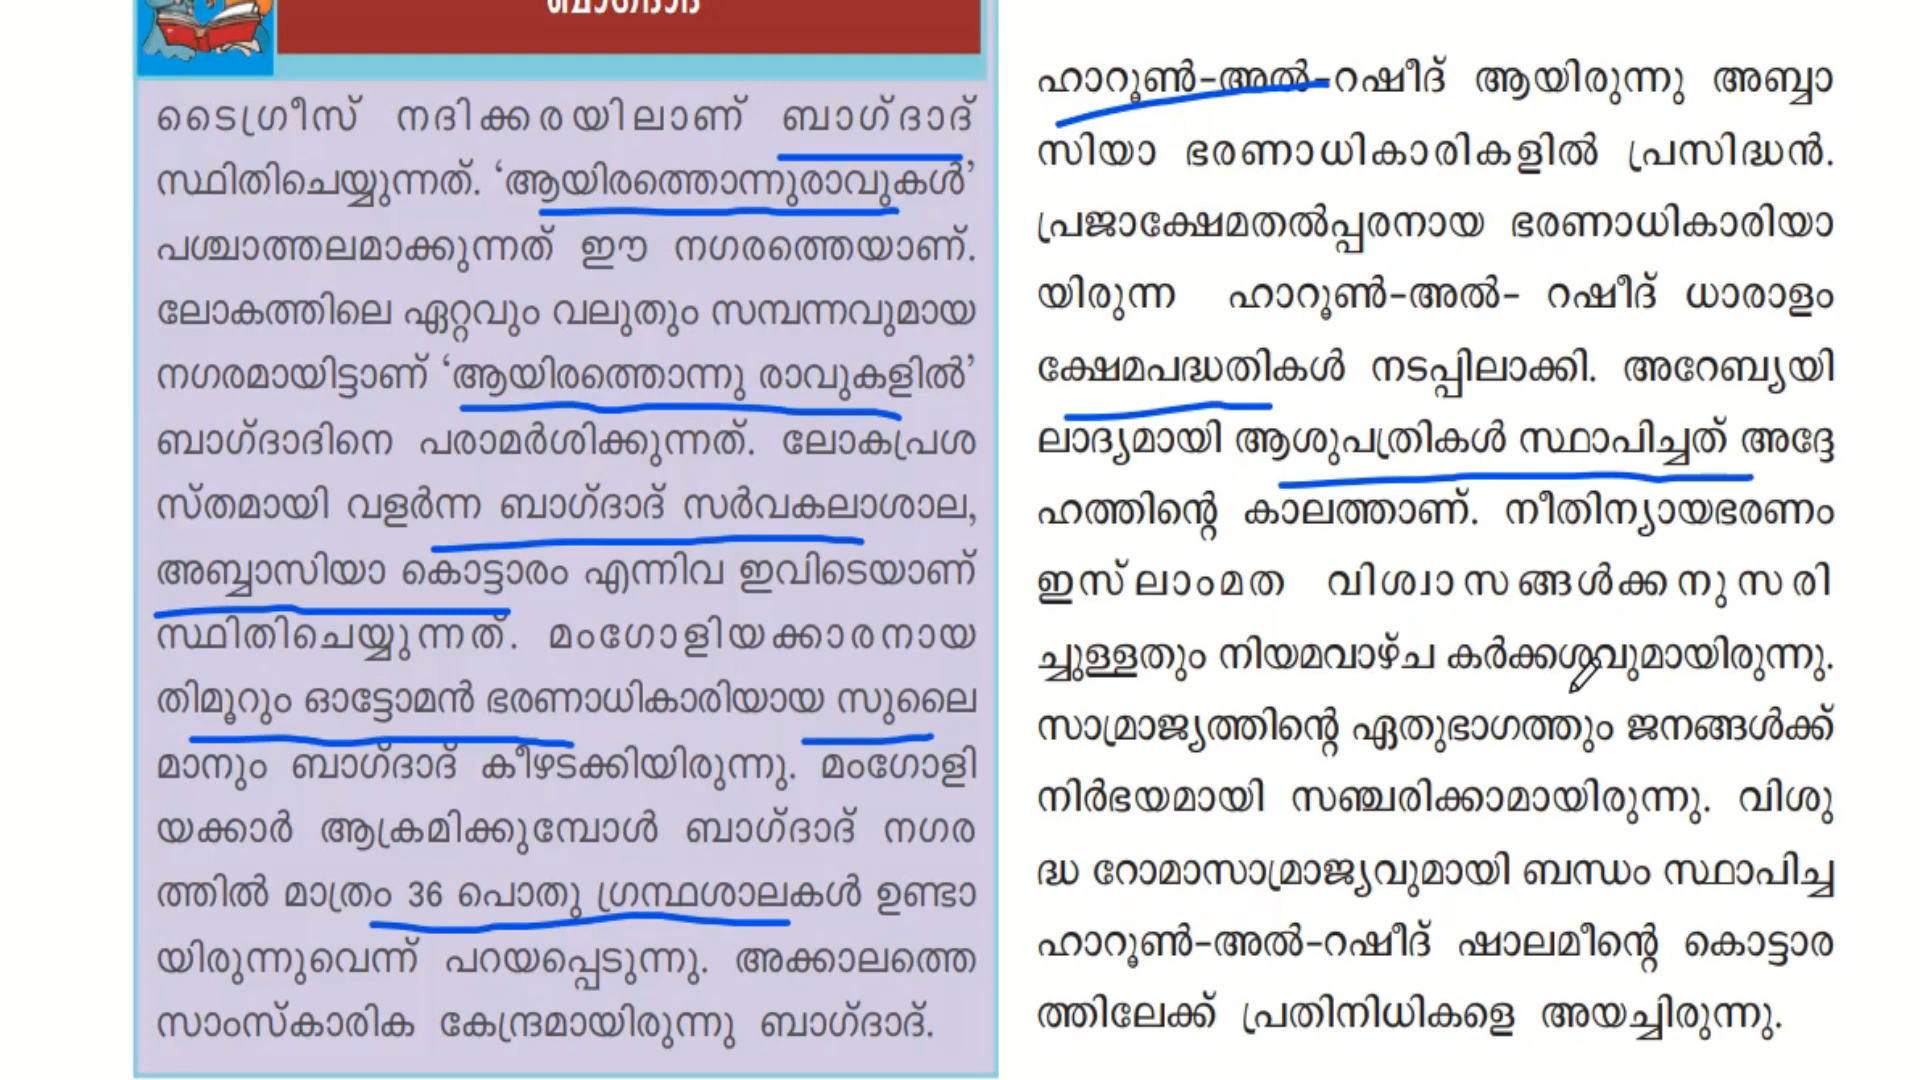 ബാഗ്ദാദ്
ടൈഗ്രീസ് നദിക്കരയിലാണ് ബാഗ്ദാദ്
സ്ഥിതിചെയ്യുന്നത്. ‘ആയിരത്തൊന്നുരാവുകൾ’
പശ്ചാത്തലമാക്കുന്നത് ഈ നഗരത്തെയാണ്.
ലോകത്തിലെ ഏറ്റവും വലുതും സമ്പന്നവുമായ
നഗരമായിട്ടാണ് ‘ആയിരത്തൊന്നു രാവുകളിൽ’
ബാഗ്ദാദിനെ പരാമർശിക്കുന്നത്. ലോകപ്രശ
സ്തമായി വളർന്ന ബാഗ്ദാദ് സർവകലാശാല,
അബ്ബാസിയാ കൊട്ടാരം എന്നിവ ഇവിടെയാണ്
സ്ഥിതിചെയ്യുന്നത്. മംഗോളിയക്കാരനായ
തിമൂറും ഓട്ടോമൻ ഭരണാധികാരിയായ സുലൈ
മാനും ബാഗ്ദാദ് കീഴടക്കിയിരുന്നു. മംഗോളി
യക്കാർ ആക്രമിക്കുമ്പോൾ ബാഗ്ദാദ് നഗര
ത്തിൽ മാത്രം 36 പൊതു ഗ്രന്ഥശാലകൾ ഉണ്ടാ
യിരുന്നുവെന്ന് പറയപ്പെടുന്നു. അക്കാലത്തെ
സാംസ്കാരിക കേന്ദ്രമായിരുന്നു ബാഗ്ദാദ്.
ഹാറൂൺ-അൽ-റഷീദ് ആയിരുന്നു അബ്ബാ
സിയാ ഭരണാധികാരികളിൽ പ്രസിദ്ധൻ.
പ്രജാക്ഷേമതൽപ്പരനായ ഭരണാധികാരിയാ
യിരുന്ന ഹാറൂൺ-അൽ- റഷീദ് ധാരാളം
ക്ഷേമപദ്ധതികൾ നടപ്പിലാക്കി. അറേബ്യയി
ലാദ്യമായി ആശുപത്രികൾ സ്ഥാപിച്ചത് അദ്ദേ
ഹത്തിന്റെ കാലത്താണ്. നീതിന്യായഭരണം
ഇസ്‌ലാംമത വിശ്വാസങ്ങൾക്കനുസരി
ച്ചുള്ളതും നിയമവാഴ്ച കർക്കശവുമായിരുന്നു.
സാമ്രാജ്യത്തിന്റെ ഏതുഭാഗത്തും ജനങ്ങൾക്ക്
നിർഭയമായി സഞ്ചരിക്കാമായിരുന്നു. വിശു
ദ്ധ റോമാസാമ്രാജ്യവുമായി ബന്ധം സ്ഥാപിച്ച
ഹാറൂൺ-അൽ-റഷീദ് ഷാലമീന്റെ കൊട്ടാര
ത്തിലേക്ക് പ്രതിനിധികളെ അയച്ചിരുന്നു.